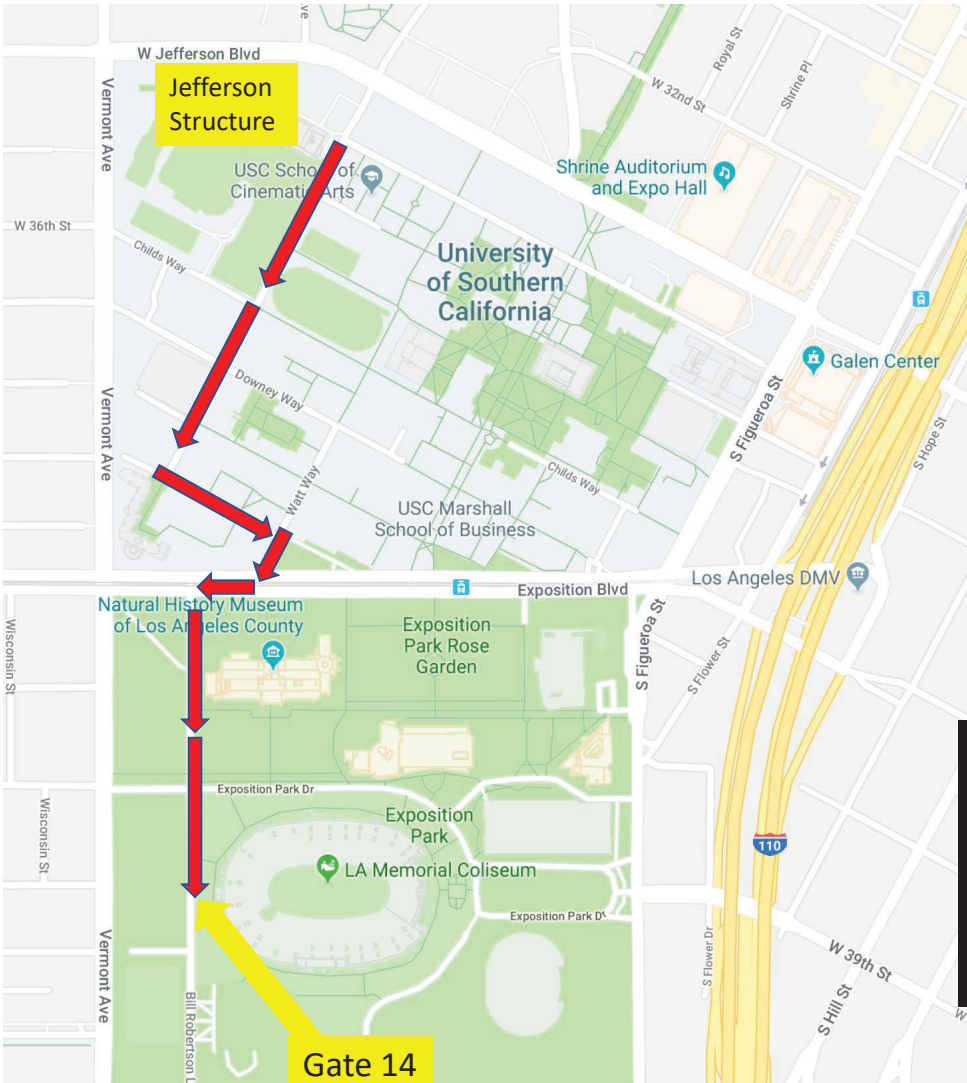 Ave
W Jefferson Blvd
Royal St
Jefferson
Structure
Vermont Ave
W 32nd St
Shrine Pl
USC School of
Cinematic Arts
Shrine Auditorium
and Expo Hall
W 36th St
Childs Way
University
of Southern
California
Galen Center
Downey Way
Vermont Ave
S Figueroa St
S Hope St
Watt Way
Childs Way
USC Marshall
School of Business
Exposition Blvd
Los Angeles DMV
Natural History Museum
of Los Angeles County
Wisconsin St
Exposition
Park Rose
Garden
S Figueroa St
S Flower St
Exposition Park Dr
Wisconsin St
Exposition
Park
110
LA Memorial Coliseum
Exposition Park
Vermont Ave
S Flower Dr
W 39th St
S Hill St
W
Bill Robertson L
Gate 14